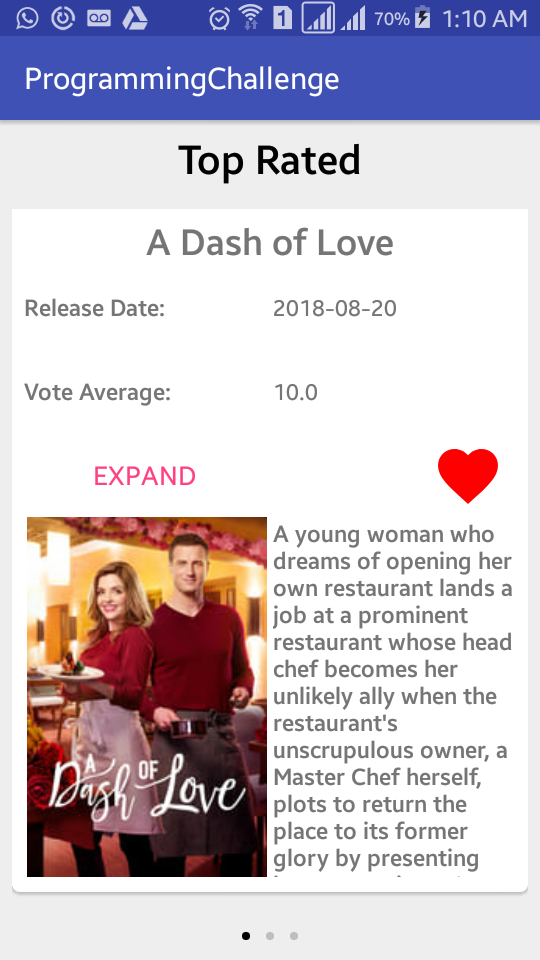 1 70% 1:10 AM
ProgrammingChallenge
Top Rated
A Dash of Love
Release Date: 2018-08-20
Vote Average: 10.0
EXPAND
A young woman who
dreams of opening her
own restaurant lands a
job at a prominent
restaurant whose head
chef becomes her
unlikely ally when the
restaurant's
unscrupulous owner, a
Master Chef herself,
plots to return the
place to its former
glory by presenting
A
Dash OF Love